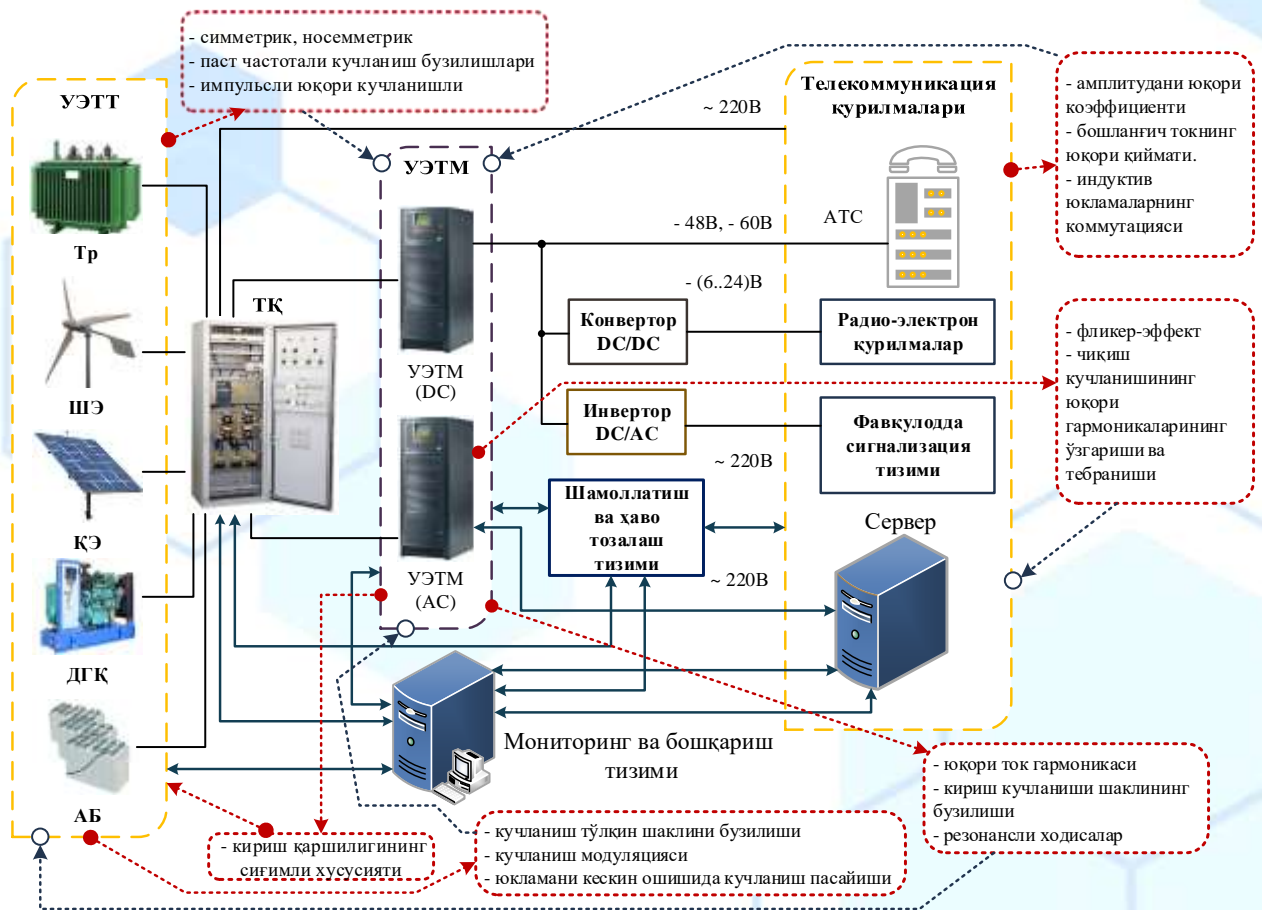 - симметрик, носемметрик
- паст частотали кучланиш бузилишлари
- импульсли юқори кучланишли
УЭТТ
Тр
ШЭ
ҚЭ
ДГҚ
АБ
ТҚ
УЭТМ
УЭТМ
(DC)
УЭТМ
(AC)
~ 220В
- 48В, - 60В
- (6..24)В
Конвертор
DC/DC
Инвертор
DC/AC
~ 220В
Шамоллатиш
ва ҳаво
тозалаш
тизими
~ 220В
Телекоммуникация
қурилмалари
АТС
Радио-электрон
қурилмалар
Фавқулодда
сигнализация
тизими
Сервер
Мониторинг ва бошқариш
тизими
- амплитудани юқори
коэффициенти
- бошланғич токнинг
юқори қиймати.
- индуктив
юкламаларнинг
коммутацияси
- фликер-эффект
- чиқиш
кучланишининг
юқори
гармоникаларининг
ўзгариши ва
тебраниши
- юқори ток гармоникаси
- кириш кучланиши шаклининг
бузилиши
- резонансли ходисалар
- кириш қаршилигининг
сиғимли хусусияти
- кучланиш тўлқин шаклини бузилиши
- кучланиш модуляцияси
- юкламани кескин ошишида кучланиш пасайиши